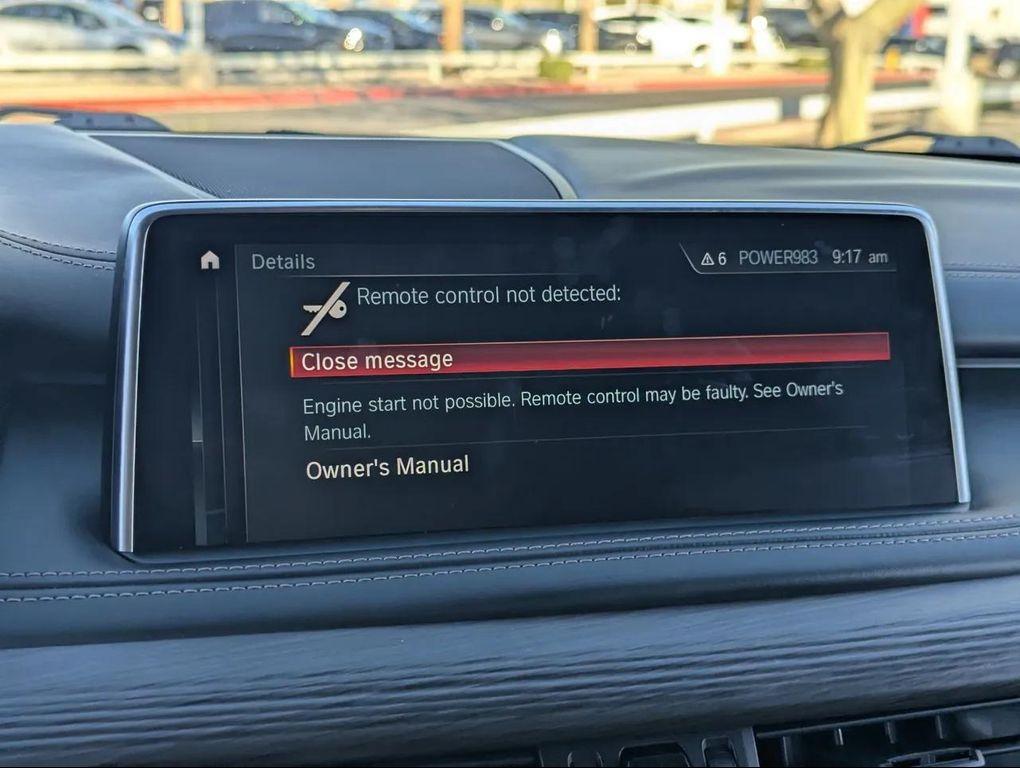 Details
6 POWER983 9:17 am
Remote control not detected:
Close message
Engine start not possible. Remote control may be faulty. See Owner's
Manual.
Owner's Manual